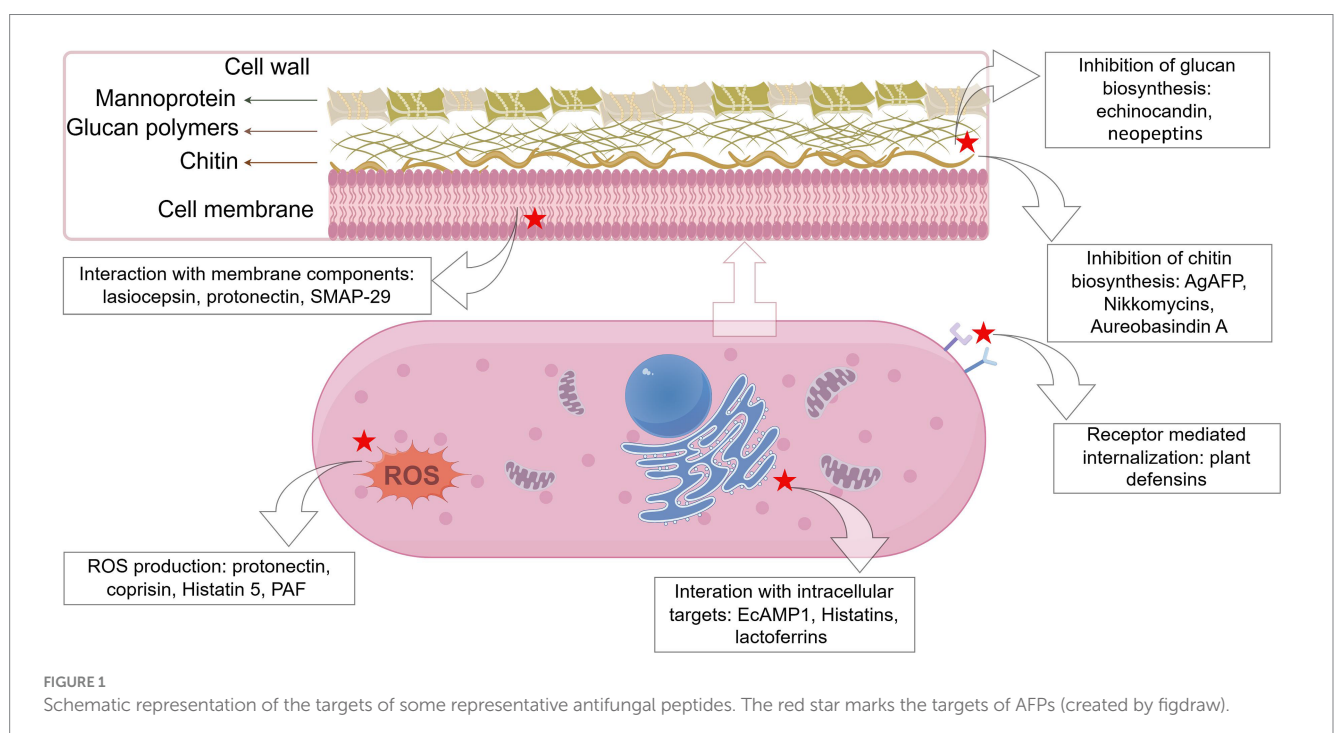 Cell wall
Mannoprotein
Glucan polymers
Chitin
Cell membrane
Inhibition of glucan
biosynthesis:
echinocandin,
neopeptins
Interaction with membrane components:
lasiocepsin, protonectin, SMAP-29
Inhibition of chitin
biosynthesis: AgAFP,
Nikkomycins,
Aureobasindin A
Receptor mediated
internalization: plant
defensins
ROS
ROS production: protonectin,
coprisin, Histatin 5, PAF
Interation with intracellular
targets: EcAMP1, Histatins,
lactoferrins
FIGURE 1
Schematic representation of the targets of some representative antifungal peptides. The red star marks the targets of AFPs (created by figdraw).